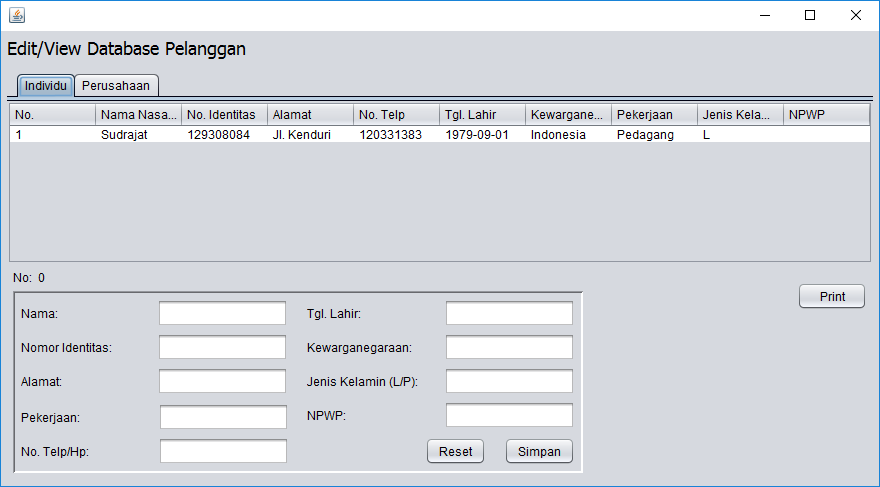 Edit/View Database Pelanggan
Individu Perusahaan
No. Nama Nasa... No. Identitas Alamat No. Telp Tgl. Lahir Kewargane... Pekerjaan Jenis Kela... NPWP
1 Sudrajat 129308084 Jl. Kenduri 120331383 1979-09-01 Indonesia Pedagang L
No: 0
Print
Nama: Tgl. Lahir:
Nomor Identitas: Kewarganegaraan:
Alamat: Jenis Kelamin (L/P):
Pekerjaan: NPWP:
No. Telp/Hp: Reset Simpan